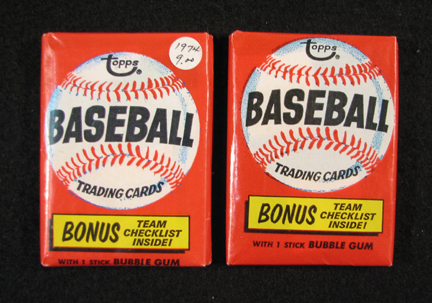 topps
1974
9.00
BASEBALL
TRADING CARDS
BONUS
TEAM
CHECKLIST
INSIDE!
WITH 1 STICK BUBBLE GUM
topps
BASEBALL
TRADING CARDS
BONUS
TEAM
CHECKLIST
INSIDE!
WITH 1 STICK BUBBLE GUM